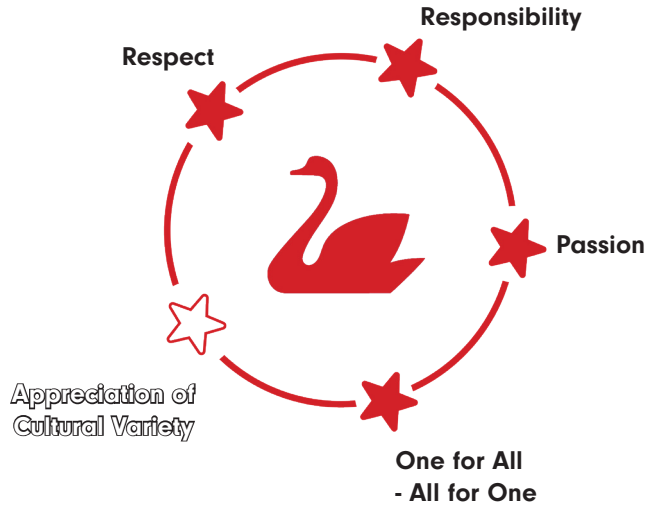 Responsibility
Respect
Passion
Appreciation of
Cultural Variety
One for All
- All for One